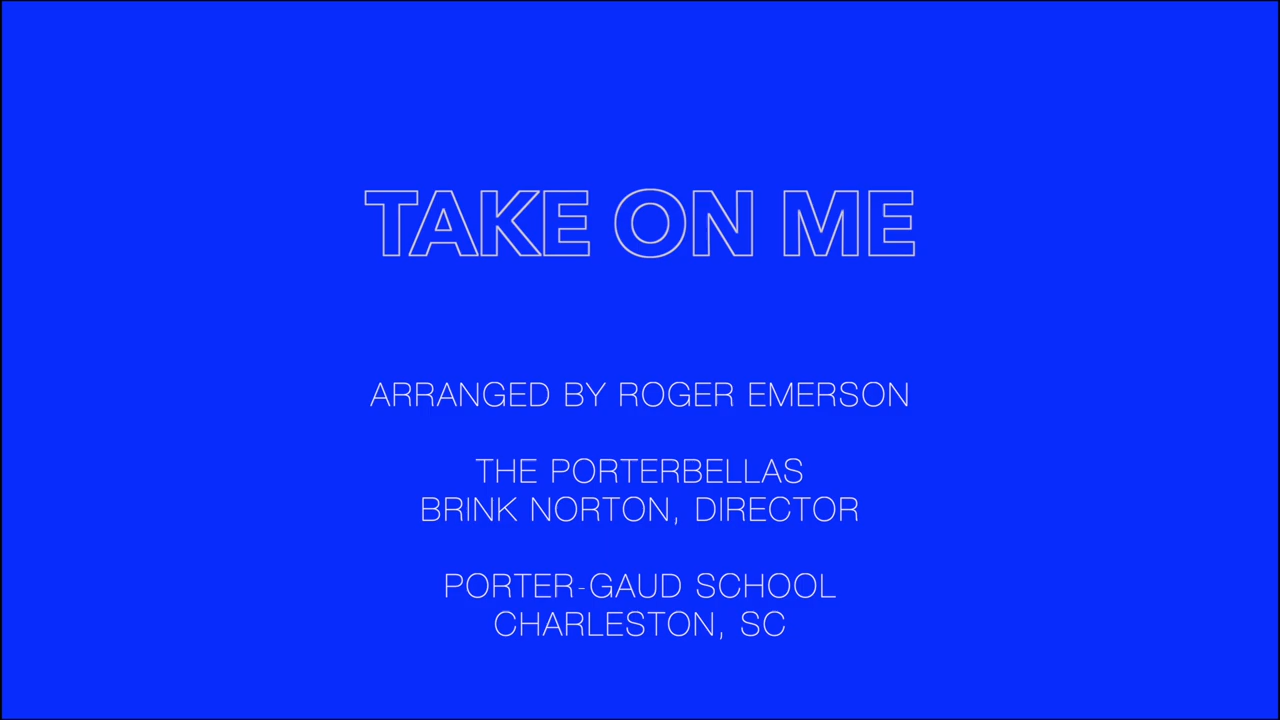 TAKE ON ME
ARRANGED BY ROGER EMERSON
THE PORTERBELLAS
BRINK NORTON, DIRECTOR
PORTER-GAUD SCHOOL
CHARLESTON, SC